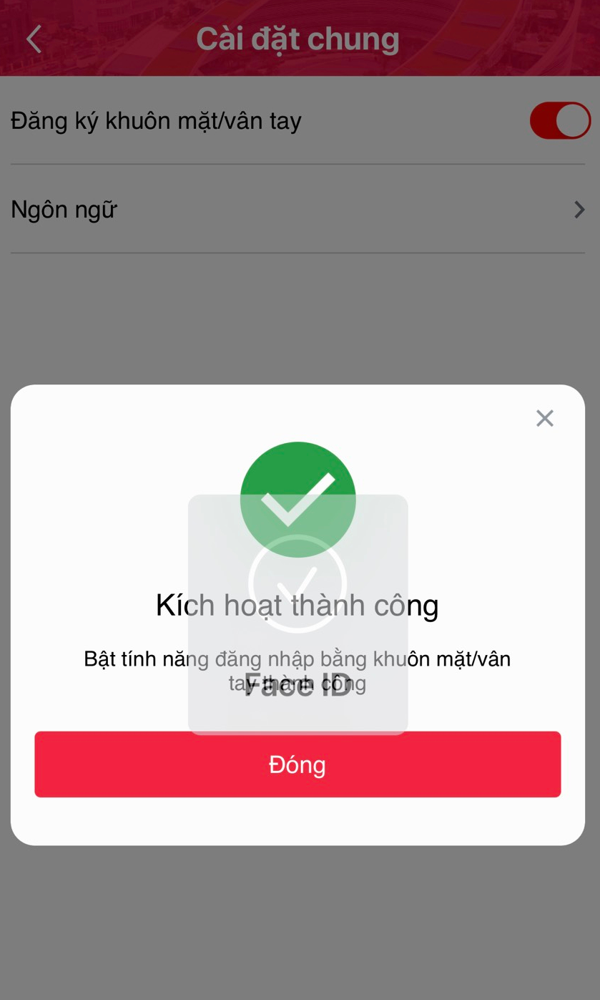 Cài đặt chung
Đăng ký khuôn mặt/vân tay
Ngôn ngữ
Kích hoạt thành công
Bật tính năng đăng nhập bằng khuôn mặt/vân
tay thành công
Face ID
Đóng